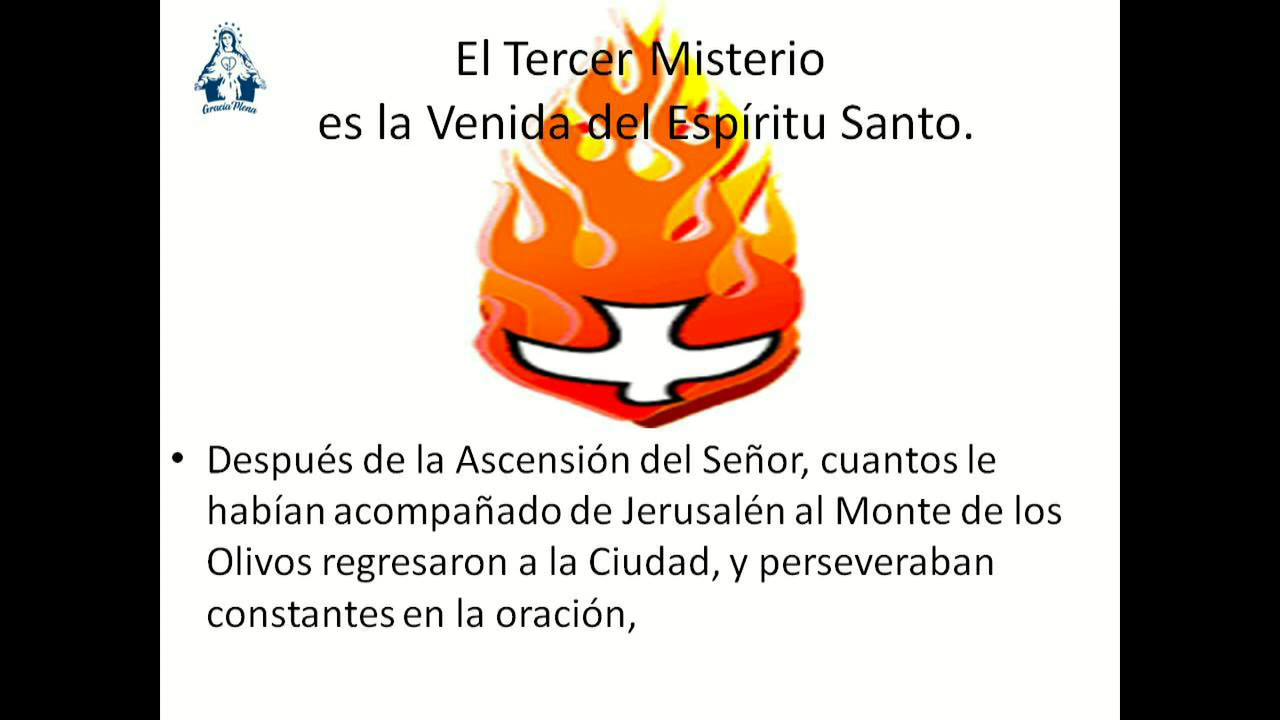 El Tercer Misterio
es la Venida del Espíritu Santo.
Gracia Plena
• Después de la Ascensión del Señor, cuantos le
habían acompañado de Jerusalén al Monte de los
Olivos regresaron a la Ciudad, y perseveraban
constantes en la oración,